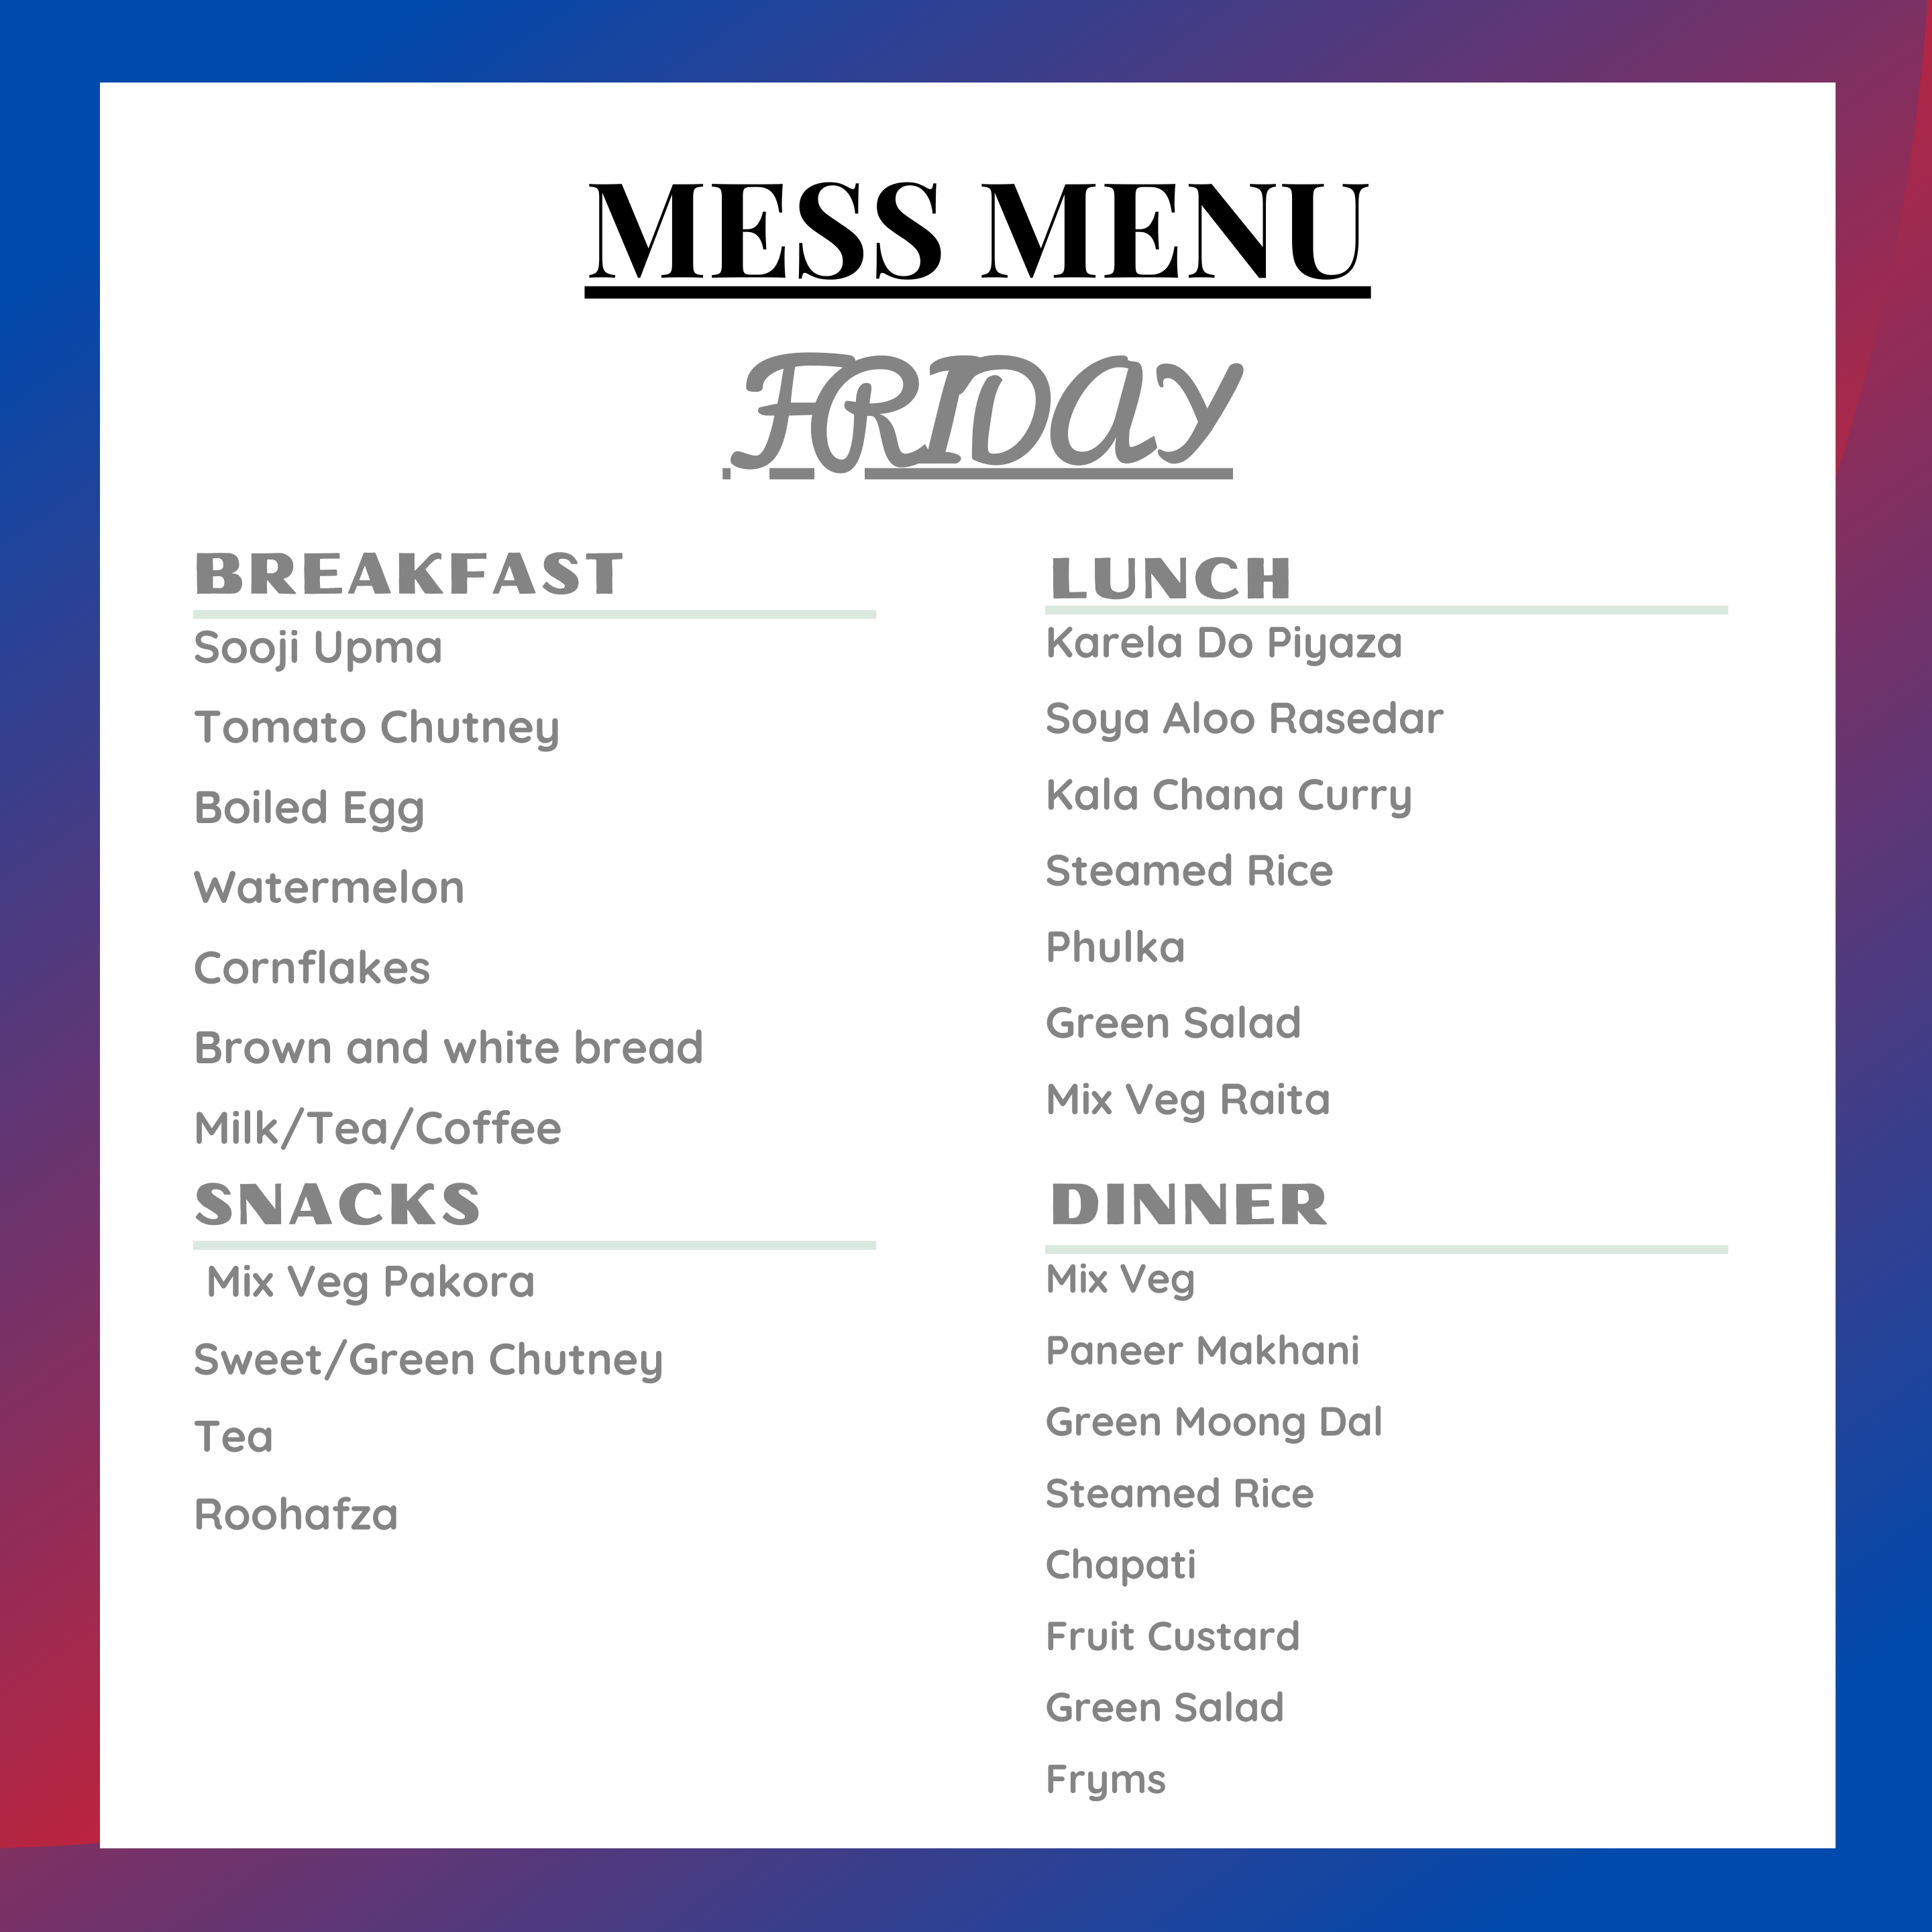 MESS MENU
FRIDAY
BREAKFAST
Sooji Upma
Tomato Chutney
Boiled Egg
Watermelon
Cornflakes
Brown and white bread
Milk/Tea/Coffee
SNACKS
Mix Veg Pakora
Sweet/Green Chutney
Tea
Roohafza
LUNCH
Karela Do Piyaza
Soya Aloo Rasedar
Kala Chana Curry
Steamed Rice
Phulka
Green Salad
Mix Veg Raita
DINNER
Mix Veg
Paneer Makhani
Green Moong Dal
Steamed Rice
Chapati
Fruit Custard
Green Salad
Fryms